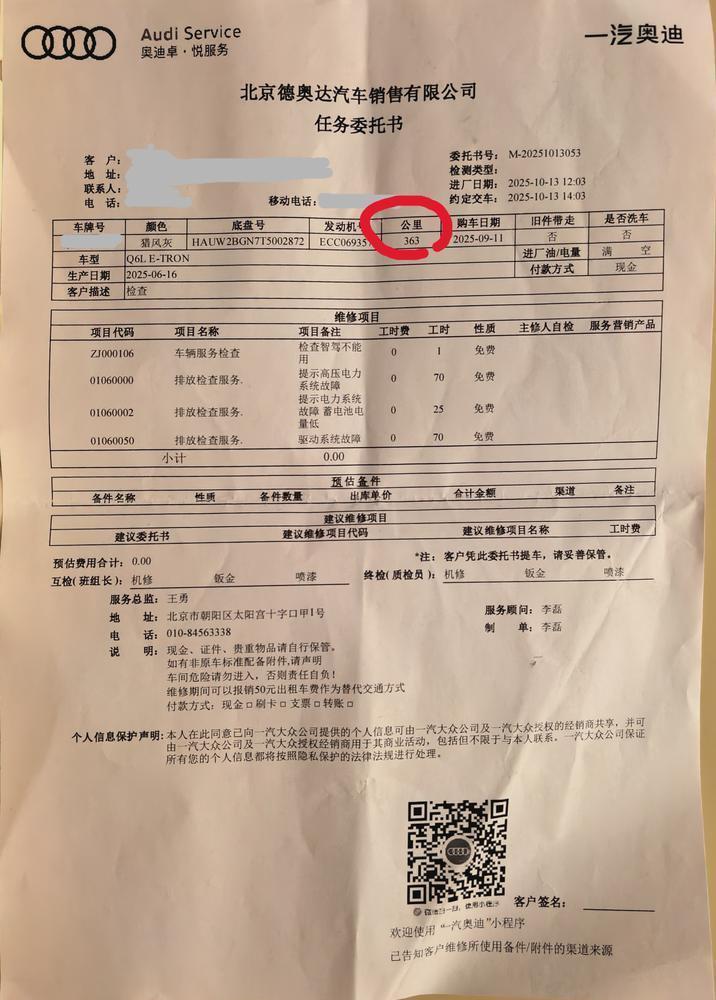 Audi Service
奥迪卓·悦服务
一汽奥迪
北京德奥达汽车销售有限公司
任务委托书
客 户：
地 址：
联系人：
电 话：
移动电话：
委托书号： M-20251013053
检测类型：
进厂日期： 2025-10-13 12:03
约定交车： 2025-10-13 14:03
车牌号 颜色 底盘号 发动机号 公里 购车日期 旧件带走 是否洗车
猎风灰 HAUW2BGN7T5002872 ECC06935 363 2025-09-11 否 否
车型 Q6L E-TRON 进厂油/电量 满 空
生产日期 2025-06-16 付款方式 现金
客户描述 检查
维修项目
项目代码 项目名称 项目备注 工时费 工时 性质 主修人自检 服务营销产品
ZJ000106 车辆服务检查 检查智驾不能用 0 1 免费
01060000 排放检查服务. 提示高压电力系统故障 0 70 免费
01060002 排放检查服务. 提示电力系统故障 蓄电池电量低 0 25 免费
01060050 排放检查服务. 驱动系统故障 0 70 免费
小计 0.00
预估备件
备件名称 性质 备件数量 出库单价 合计金额 渠道 备注
建议维修项目
建议委托书 建议维修项目代码 建议维修项目名称 工时费
预估费用合计：0.00 *注： 客户凭此委托书提车，请妥善保管。
互检(班组长)：机修 钣金 喷漆 终检(质检员)：机修 钣金 喷漆
服务总监：王勇
地 址：北京市朝阳区太阳宫十字口甲1号 服务顾问：李磊
电 话：010-84563338 制 单：李磊
说 明：现金、证件、贵重物品请自行保管。
如有非原车标准配备附件,请声明
车间危险请勿进入，否则责任自负！
维修期间可以报销50元出租车费作为替代交通方式
付款方式：现金□刷卡□支票□转账□
个人信息保护声明：本人在此同意已向一汽大众公司提供的个人信息可由一汽大众公司及一汽大众授权的经销商共享，并可
由一汽大众公司及一汽大众授权经销商用于其商业活动，包括但不限于与本人联系。一汽大众公司保证
所有您的个人信息都将按照隐私保护的法律法规进行处理。
客户签名：
欢迎使用“一汽奥迪”小程序
已告知客户维修所使用备件/附件的渠道来源